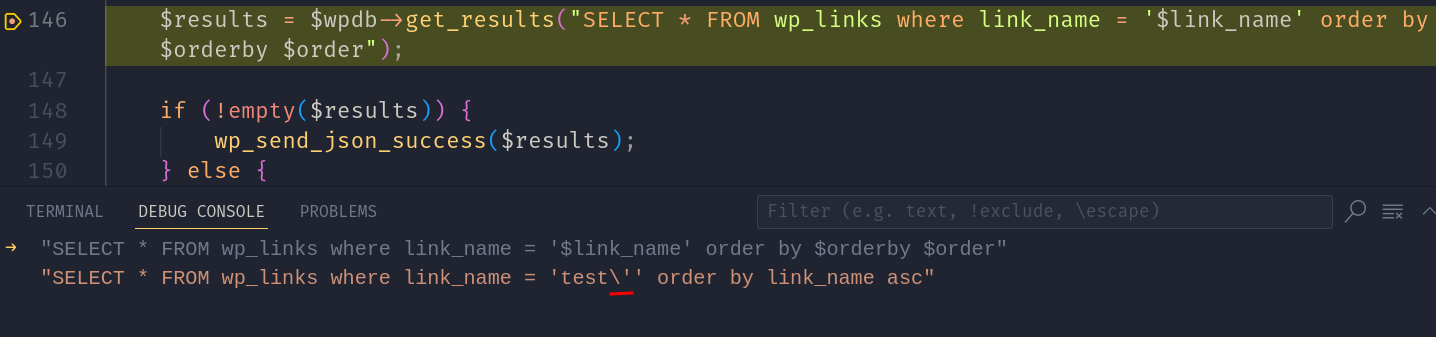 146 $results = $wpdb->get_results("SELECT * FROM wp_links where link_name = '$link_name' order by
$orderby $order");
147
148 if (!empty($results)) {
149 wp_send_json_success($results);
150 } else {
TERMINAL DEBUG CONSOLE PROBLEMS Filter (e.g. text, !exclude, \escape)
→ "SELECT * FROM wp_links where link_name = '$link_name' order by $orderby $order"
"SELECT * FROM wp_links where link_name = 'test\'' order by link_name asc"